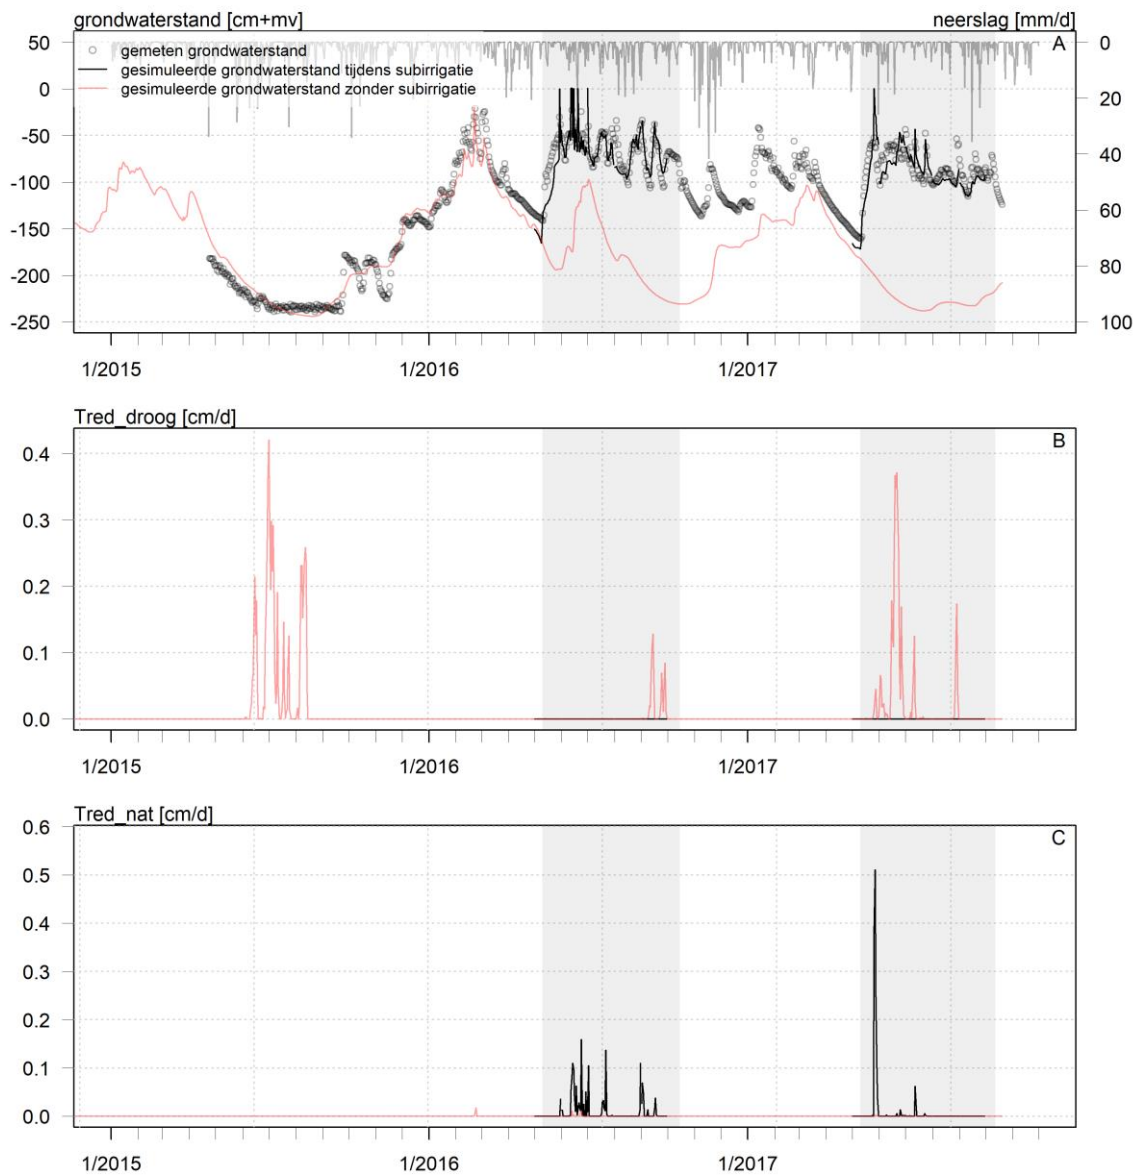 grondwaterstand [cm+mv] neerslag [mm/d]
A
50 0
gemeten grondwaterstand
gesimuleerde grondwaterstand tijdens subirrigatie
gesimuleerde grondwaterstand zonder subirrigatie
0 20
-50 40
-100
-150 60
-200 80
-250 100
1/2015 1/2016 1/2017
Tred_droog [cm/d]
B
0.4
0.3
0.2
0.1
0.0
1/2015 1/2016 1/2017
Tred_nat [cm/d]
0.6
C
0.5
0.4
0.3
0.2
0.1
0.0
1/2015 1/2016 1/2017